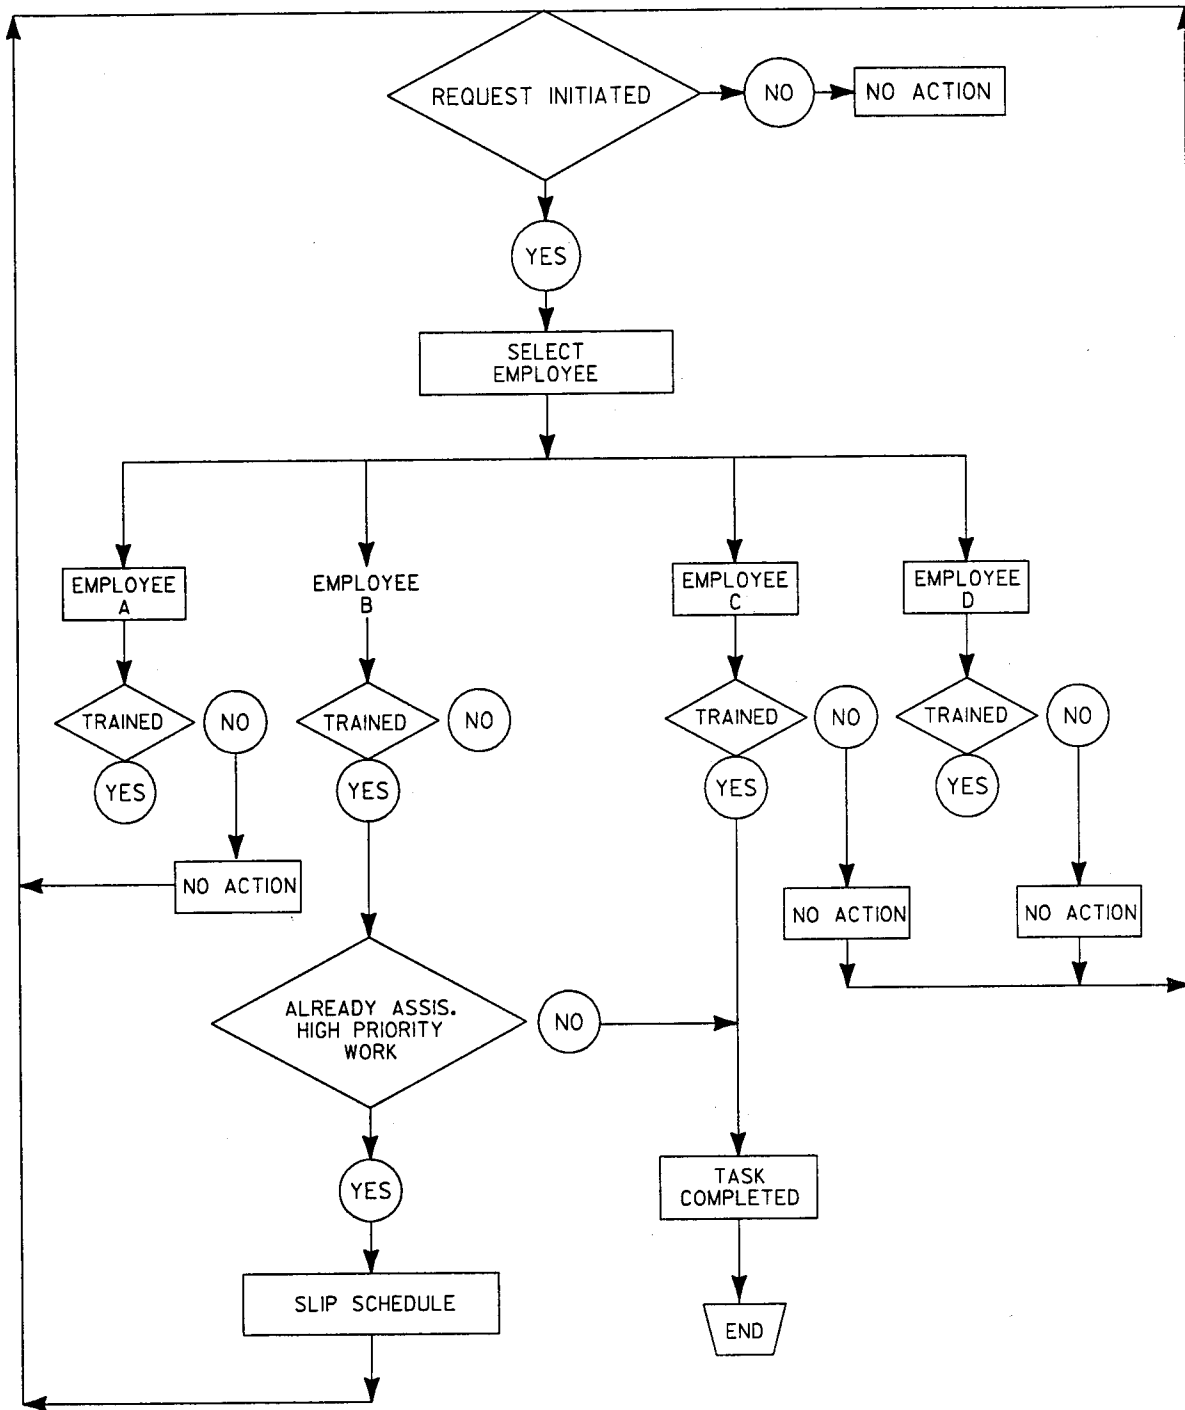 REQUEST INITIATED
NO
NO ACTION
YES
SELECT
EMPLOYEE
EMPLOYEE
A
EMPLOYEE
B
EMPLOYEE
C
EMPLOYEE
D
TRAINED
NO
TRAINED
NO
TRAINED
NO
TRAINED
NO
YES
YES
YES
YES
NO ACTION
NO ACTION
NO ACTION
ALREADY ASSIS.
HIGH PRIORITY
WORK
NO
YES
TASK
COMPLETED
SLIP SCHEDULE
END